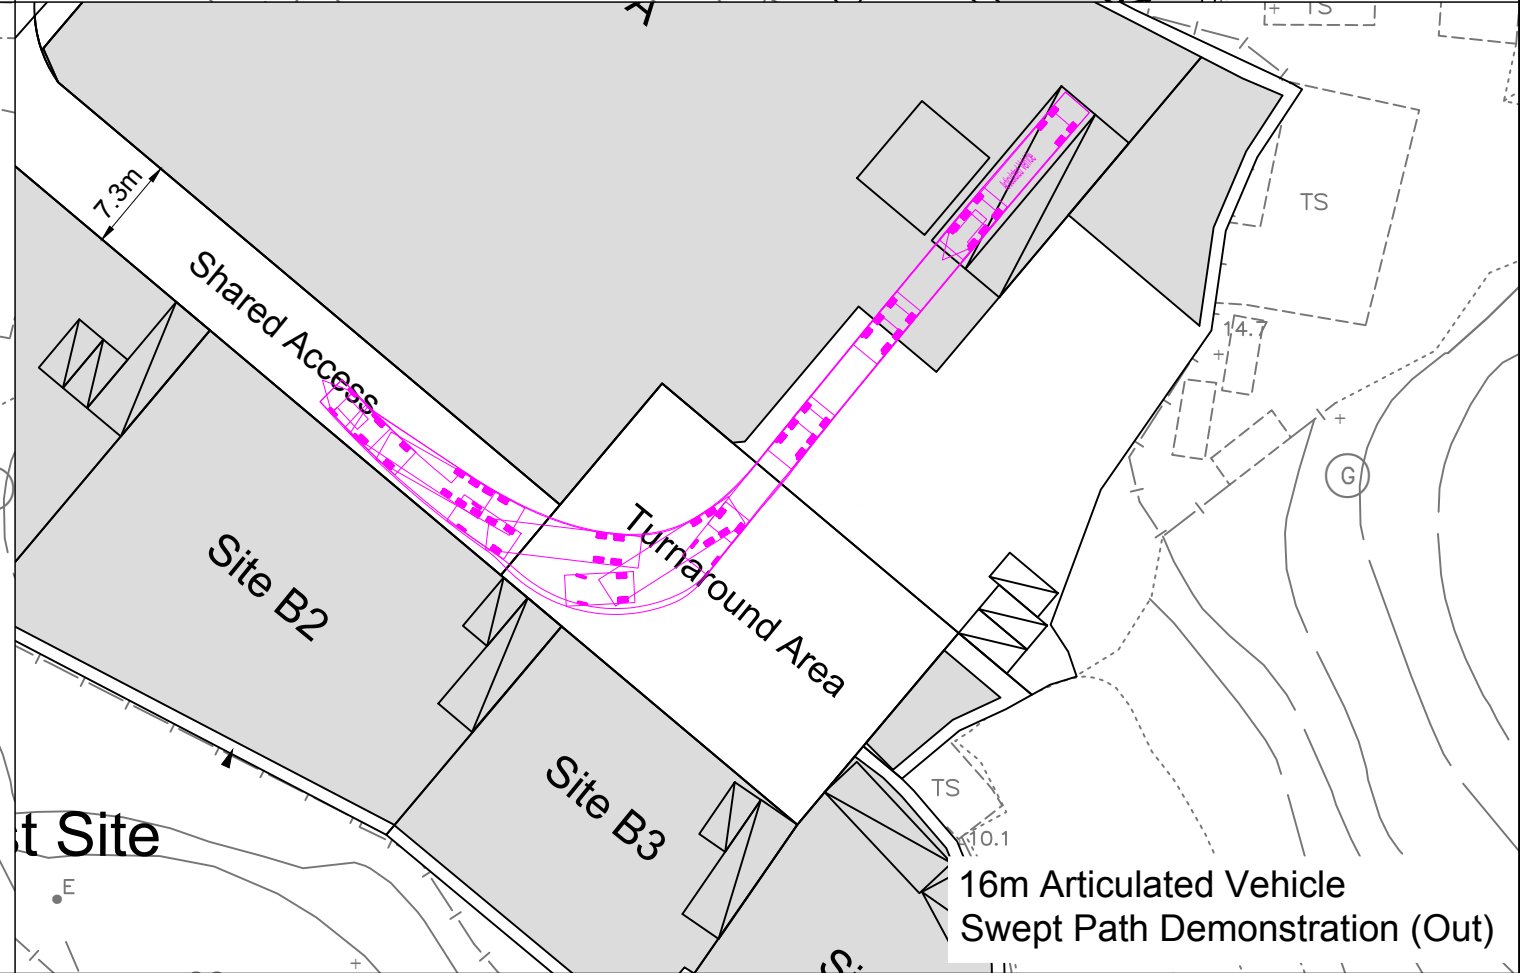 A
TS
7.3m
TS
Shared Access
14.7
G
Turnaround Area
Site B2
Site B3
TS
10.1
t Site
E
16m Articulated Vehicle
Swept Path Demonstration (Out)